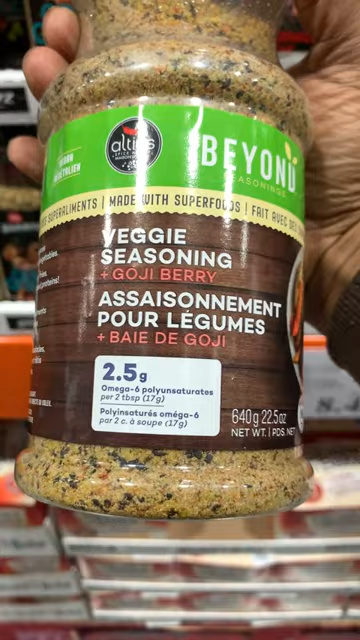 altius
BEYOND
SEASONINGS
SUPERALIMENTS | MADE WITH SUPERFOODS! | FAIT AVEC DES
VEGGIE
SEASONING
+ GOJI BERRY
ASSAISONNEMENT
POUR LÉGUMES
+ BAIE DE GOJI
2.5g
Omega-6 polyunsaturates
per 2 tbsp (17g)
Polyinsaturés oméga-6
par 2 c. à soupe (17g)
640g 22.5oz
NET WT. | PDS. NET